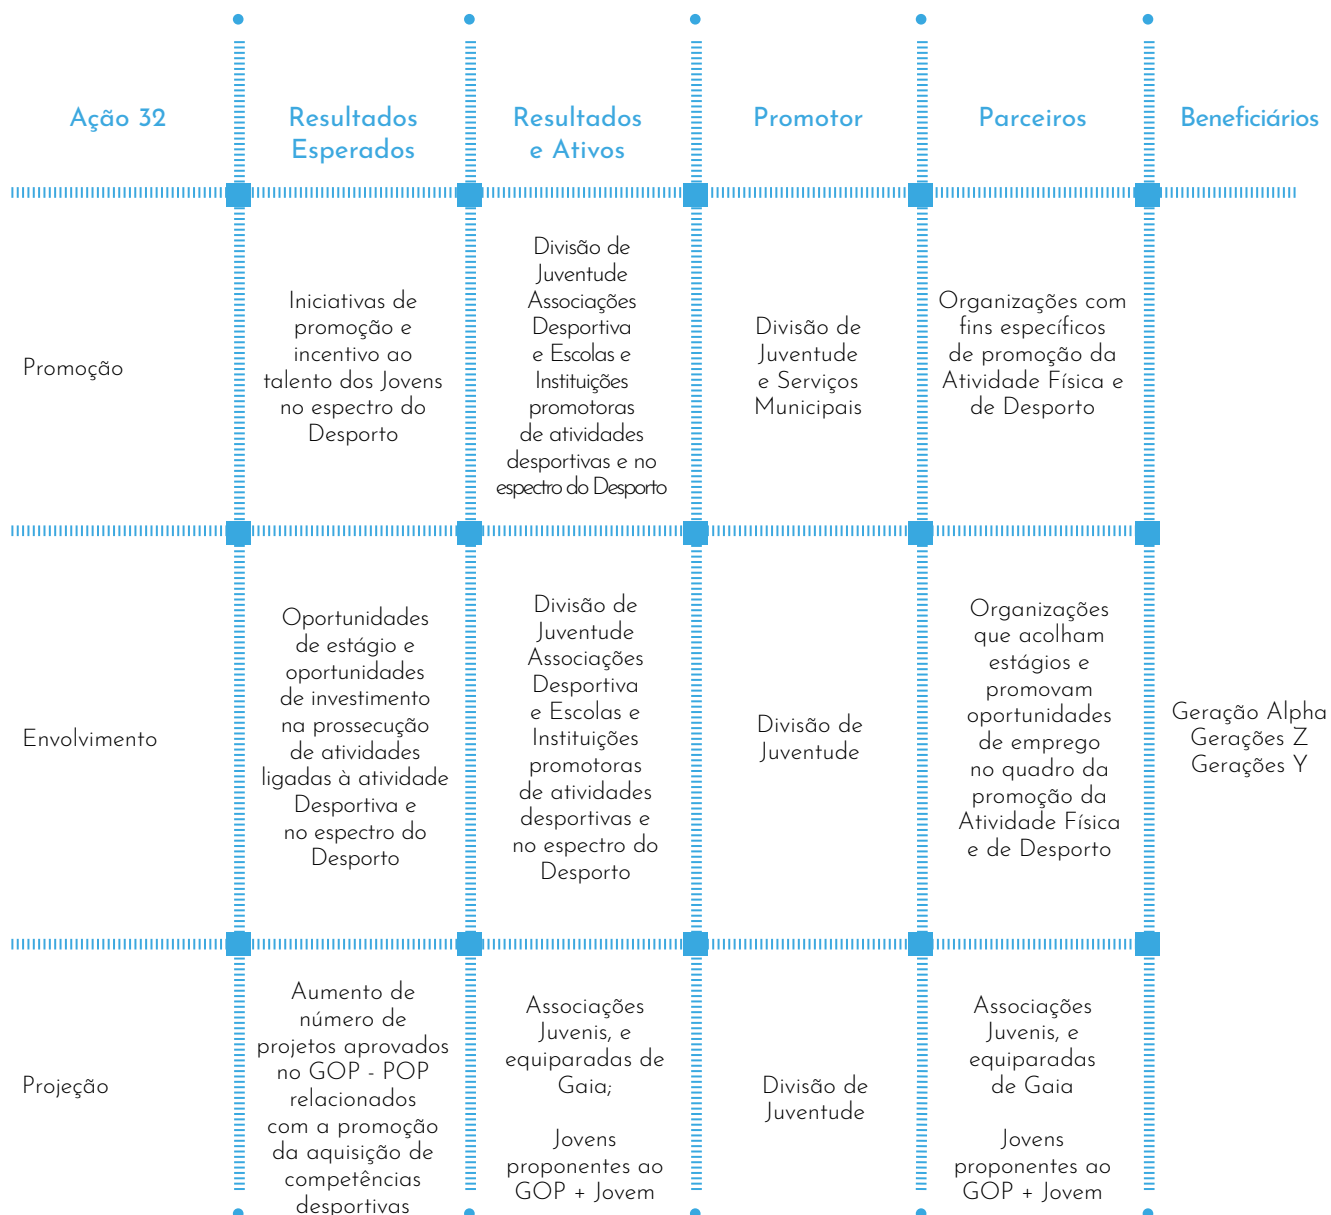 Ação 32
Resultados
Esperados
Resultados
e Ativos
Promotor
Parceiros
Beneficiários
Promoção
Iniciativas de
promoção e
incentivo ao
talento dos Jovens
no espectro do
Desporto
Divisão de
Juventude
Associações
Desportiva
e Escolas e
Instituições
promotoras
de atividades
desportivas e no
espectro do Desporto
Divisão de
Juventude
e Serviços
Municipais
Organizações com
fins específicos
de promoção da
Atividade Física e
de Desporto
Envolvimento
Oportunidades
de estágio e
oportunidades
de investimento
na prossecução
de atividades
ligadas à atividade
Desportiva e
no espectro do
Desporto
Divisão de
Juventude
Associações
Desportiva
e Escolas e
Instituições
promotoras
de atividades
desportivas e
no espectro do
Desporto
Divisão de
Juventude
Organizações
que acolham
estágios e
promovam
oportunidades
de emprego
no quadro da
promoção da
Atividade Física
e de Desporto
Geração Alpha
Gerações Z
Gerações Y
Projeção
Aumento de
número de
projetos aprovados
no GOP - POP
relacionados
com a promoção
da aquisição de
competências
desportivas
Associações
Juvenis, e
equiparadas de
Gaia;
Jovens
proponentes ao
GOP + Jovem
Divisão de
Juventude
Associações
Juvenis, e
equiparadas
de Gaia
Jovens
proponentes ao
GOP + Jovem